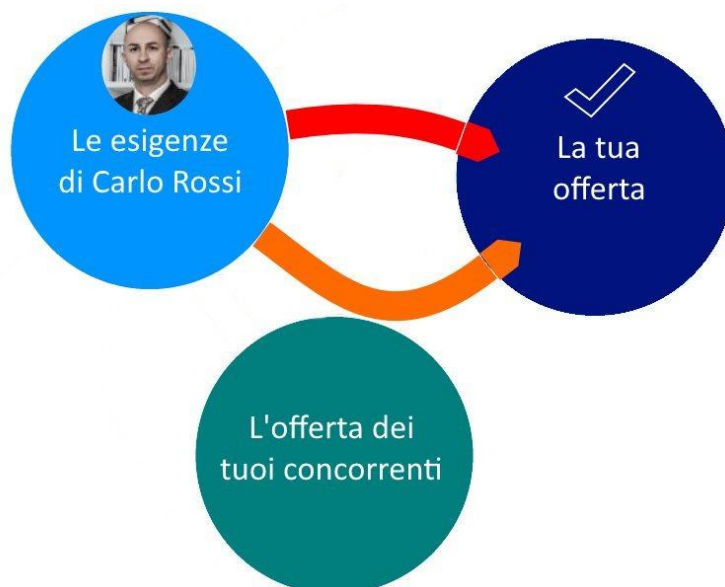 Le esigenze
di Carlo Rossi
La tua
offerta
L'offerta dei
tuoi concorrenti